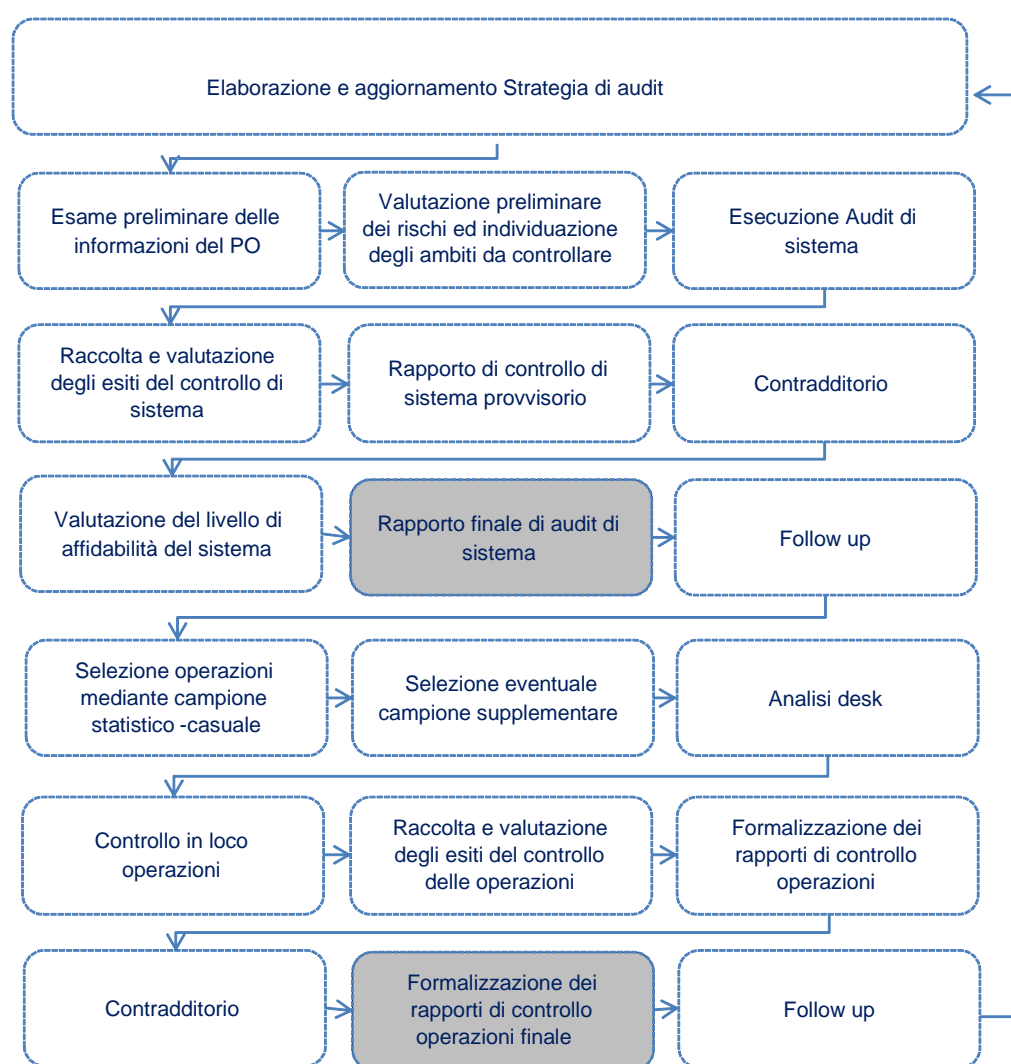 Elaborazione e aggiornamento Strategia di audit
Esame preliminare delle
informazioni del PO
Valutazione preliminare
dei rischi ed individuazione
degli ambiti da controllare
Esecuzione Audit di
sistema
Raccolta e valutazione
degli esiti del controllo di
sistema
Rapporto di controllo di
sistema provvisorio
Contradditorio
Valutazione del livello di
affidabilità del sistema
Rapporto finale di audit di
sistema
Follow up
Selezione operazioni
mediante campione
statistico -casuale
Selezione eventuale
campione supplementare
Analisi desk
Controllo in loco
operazioni
Raccolta e valutazione
degli esiti del controllo
delle operazioni
Formalizzazione dei
rapporti di controllo
operazioni
Contradditorio
Formalizzazione dei
rapporti di controllo
operazioni finale
Follow up